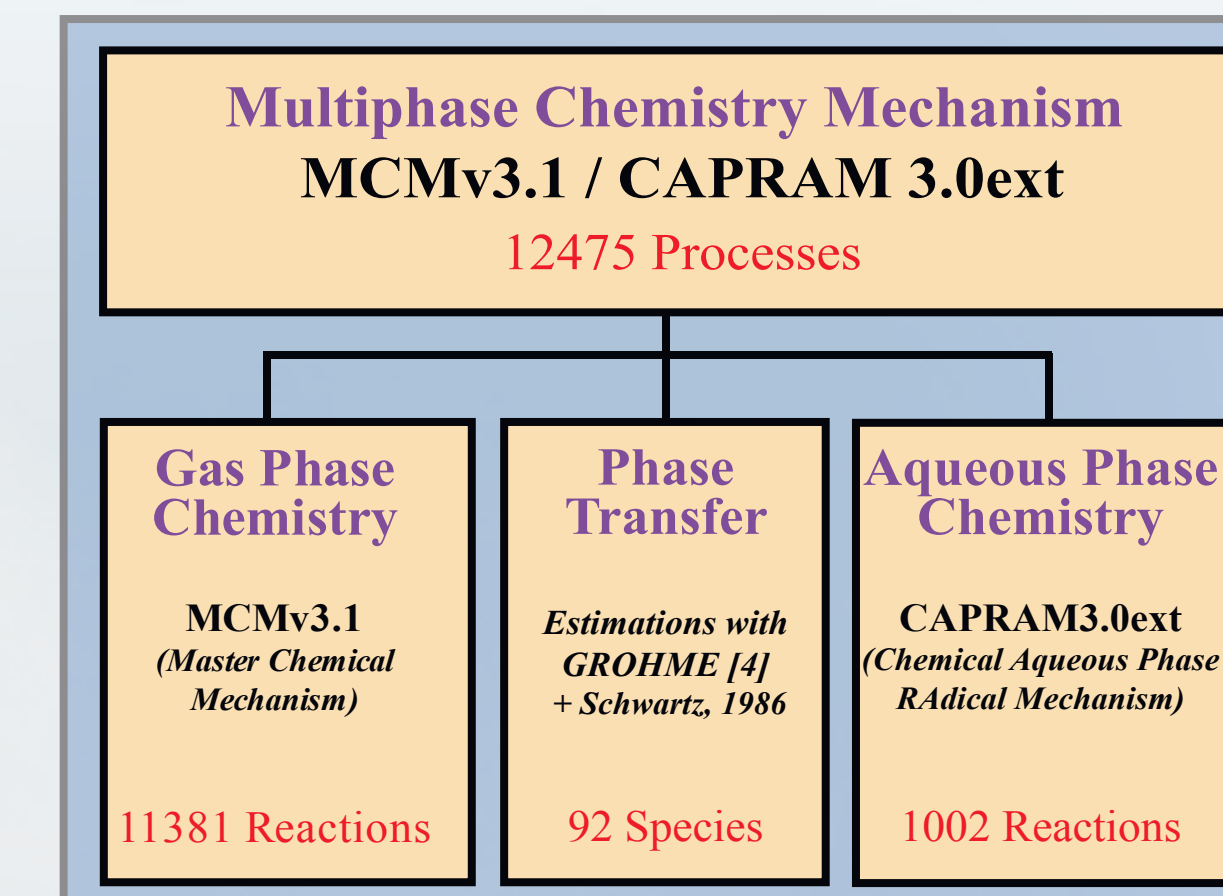 Multiphase Chemistry Mechanism
MCMv3.1 / CAPRAM 3.0ext
12475 Processes
Gas Phase
Chemistry
MCMv3.1
(Master Chemical
Mechanism)
11381 Reactions
Phase
Transfer
Estimations with
GROHME [4]
+ Schwartz, 1986
92 Species
Aqueous Phase
Chemistry
CAPRAM3.0ext
(Chemical Aqueous Phase
RAdical Mechanism)
1002 Reactions